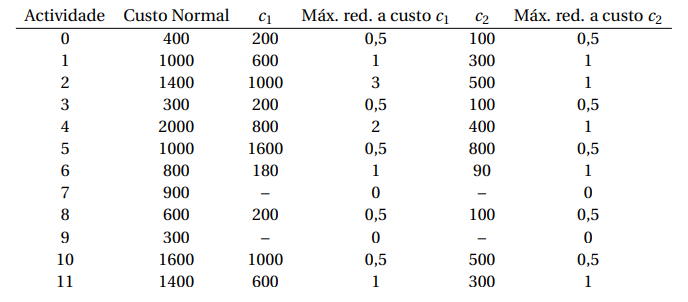 Actividade Custo Normal c1 Máx. red. a custo c1 c2 Máx. red. a custo c2
0 400 200 0,5 100 0,5
1 1000 600 1 300 1
2 1400 1000 3 500 1
3 300 200 0,5 100 0,5
4 2000 800 2 400 1
5 1000 1600 0,5 800 0,5
6 800 180 1 90 1
7 900 – 0 – 0
8 600 200 0,5 100 0,5
9 300 – 0 – 0
10 1600 1000 0,5 500 0,5
11 1400 600 1 300 1